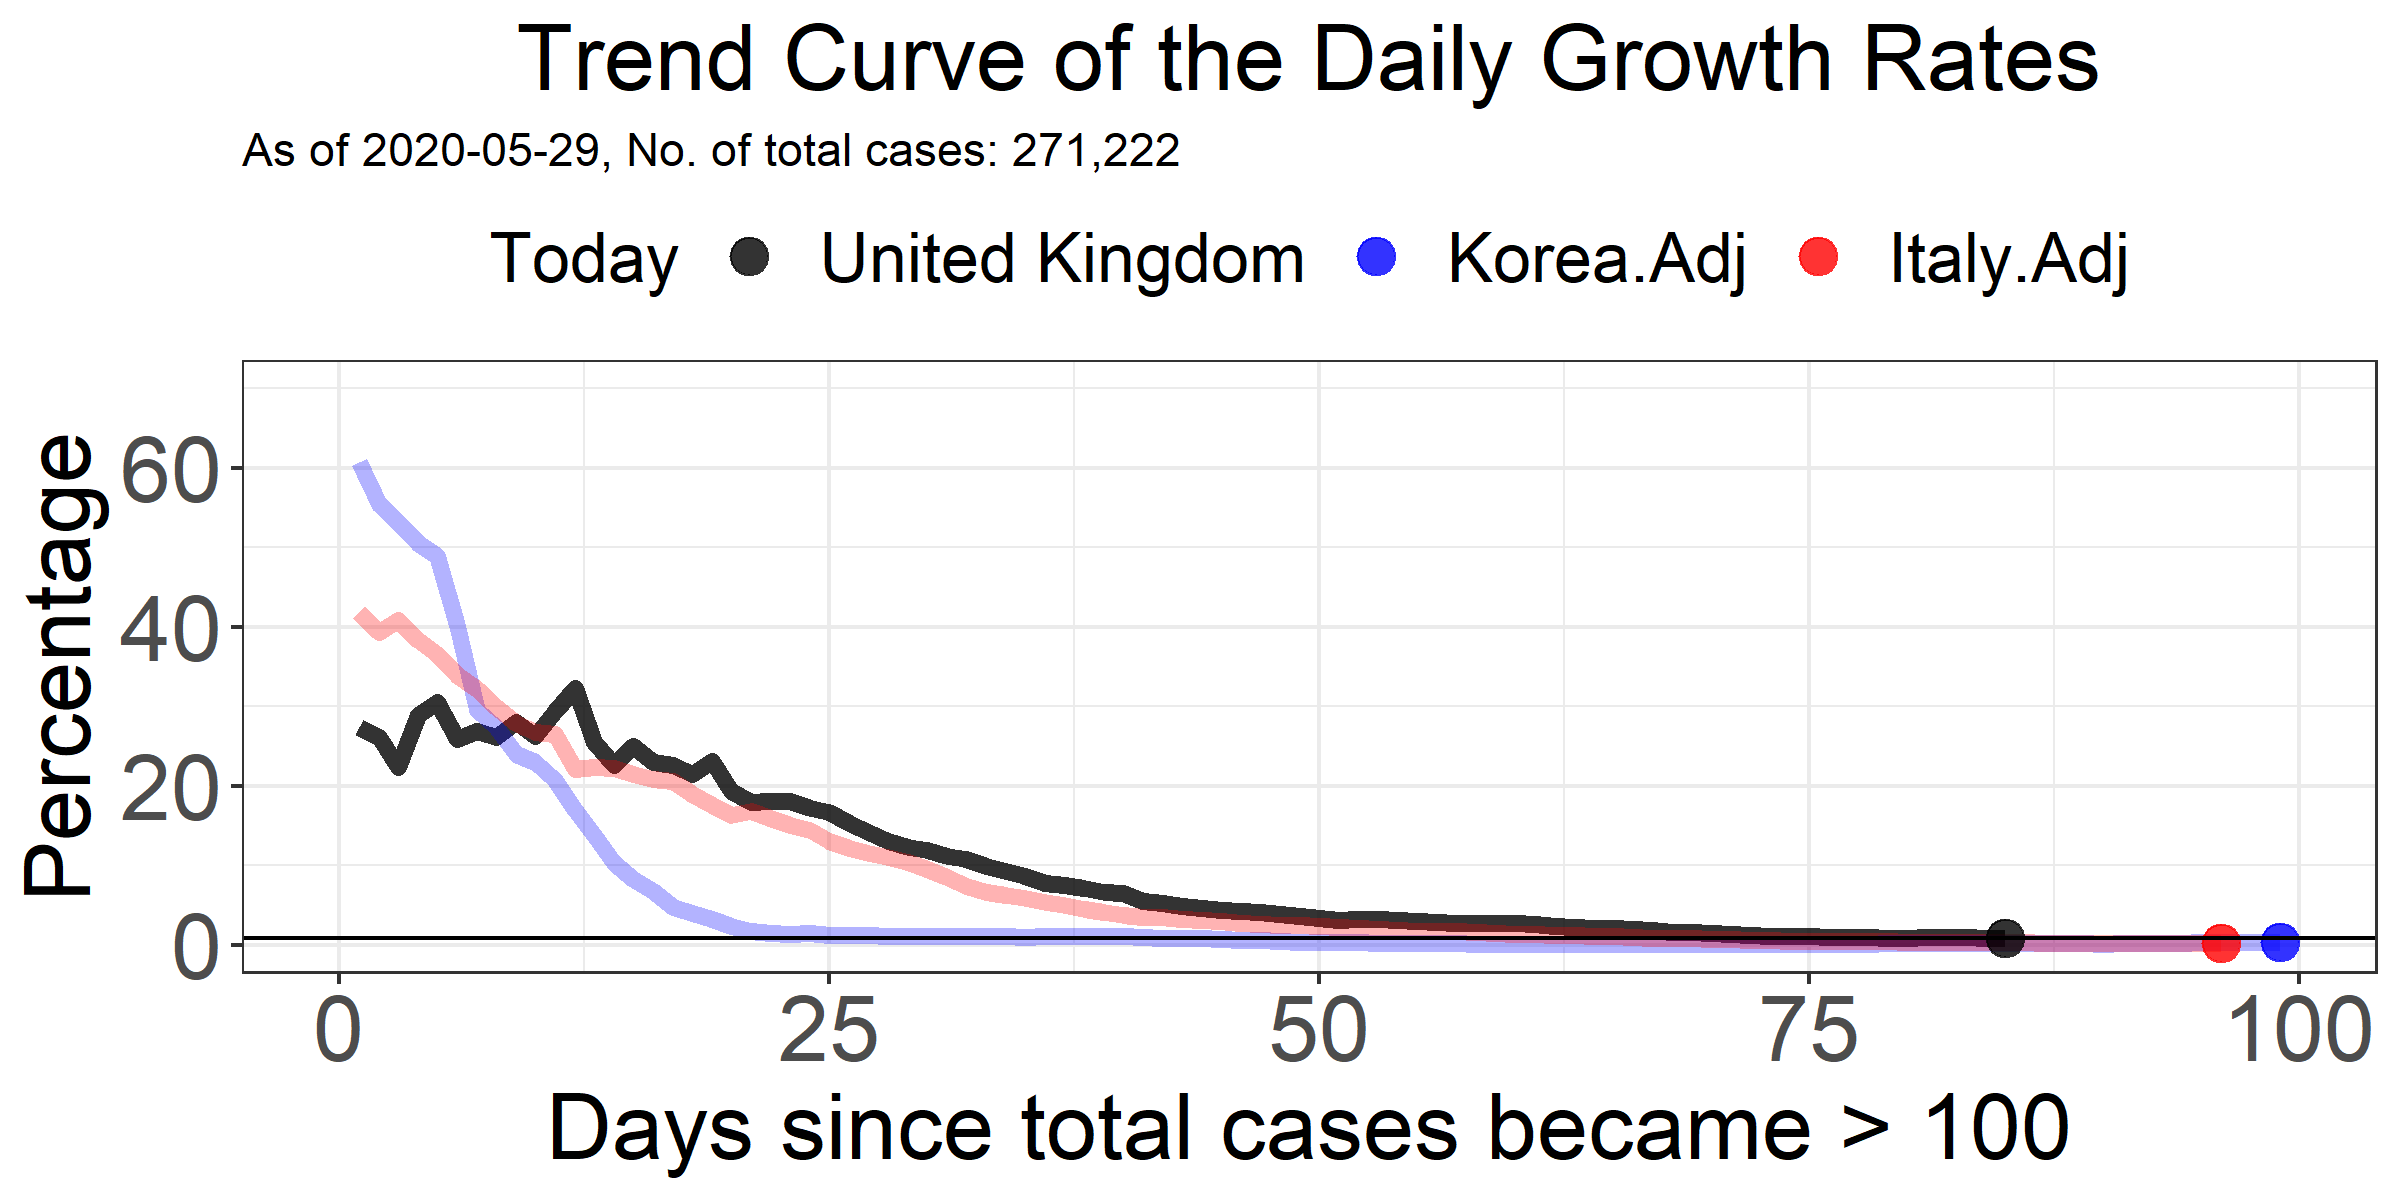 Trend Curve of the Daily Growth Rates
As of 2020-05-29, No. of total cases: 271,222
Today United Kingdom Korea.Adj Italy.Adj
Percentage
60
40
20
0
0 25 50 75 100
Days since total cases became > 100